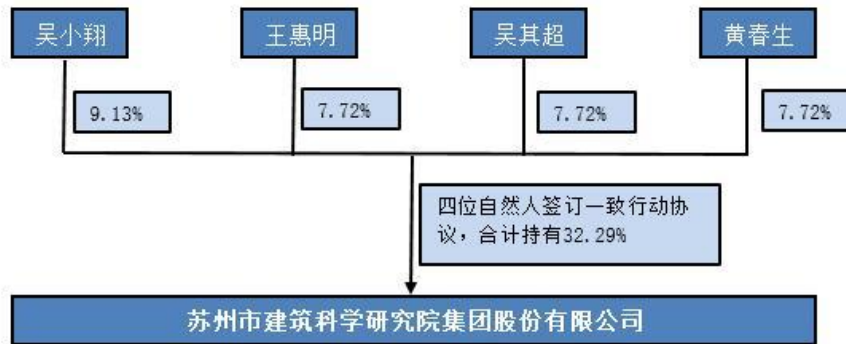 吴小翔
王惠明
吴其超
黄春生
9.13%
7.72%
7.72%
7.72%
四位自然人签订一致行动协
议，合计持有32.29%
苏州市建筑科学研究院集团股份有限公司